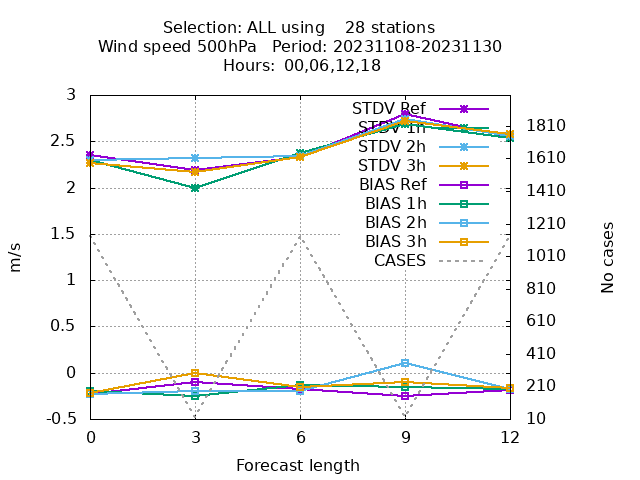 Selection: ALL using    28 stations
Wind speed 500hPa   Period: 20231108-20231130
Hours: 00,06,12,18
STDV Ref
STDV 1h
STDV 2h
STDV 3h
BIAS Ref
BIAS 1h
BIAS 2h
BIAS 3h
CASES
3
2.5
2
1.5
1
0.5
0
-0.5
m/s
1810
1610
1410
1210
1010
810
610
410
210
10
No cases
0 3 6 9 12
Forecast length